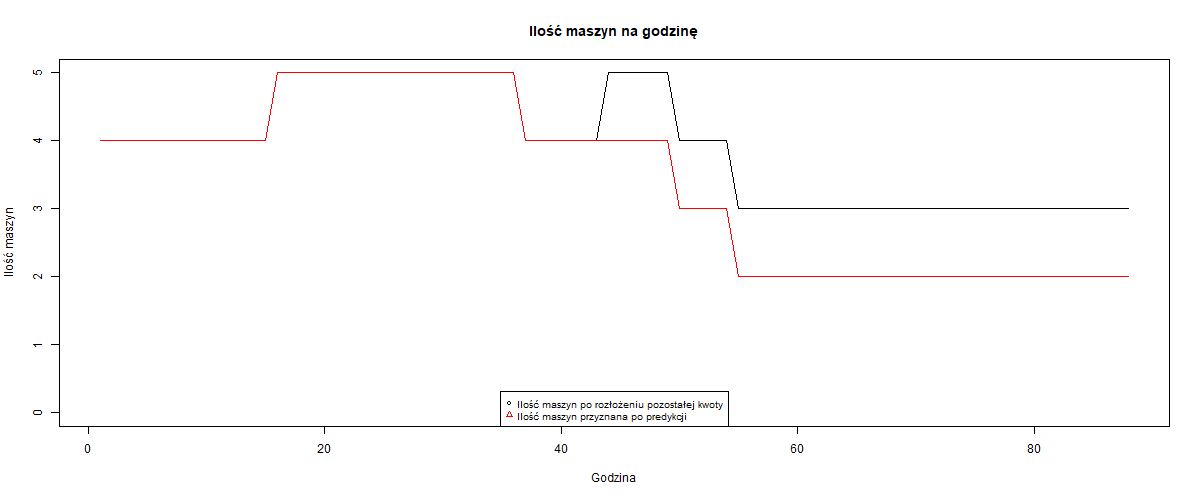 Ilość maszyn na godzinę
Ilość maszyn
5
4
3
2
1
0
Ilość maszyn po rozłożeniu pozostałej kwoty
Ilość maszyn przyznana po predykcji
0 20 40 60 80
Godzina